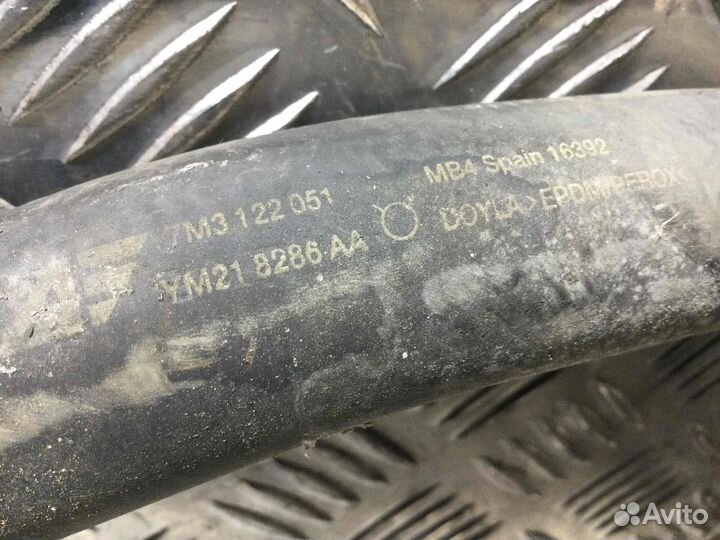 7M3 122 051
YM21 8286 AA
MB4 Spain 16392
DOYLA >EPDM/PEROX<
Avito